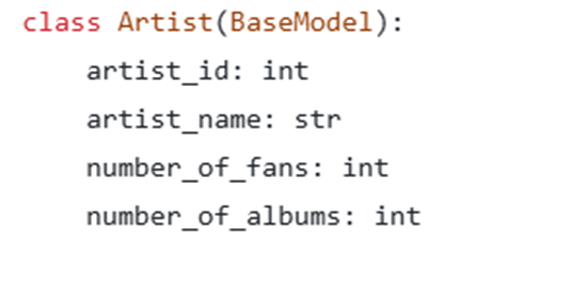 class Artist(BaseModel):
    artist_id: int
    artist_name: str
    number_of_fans: int
    number_of_albums: int